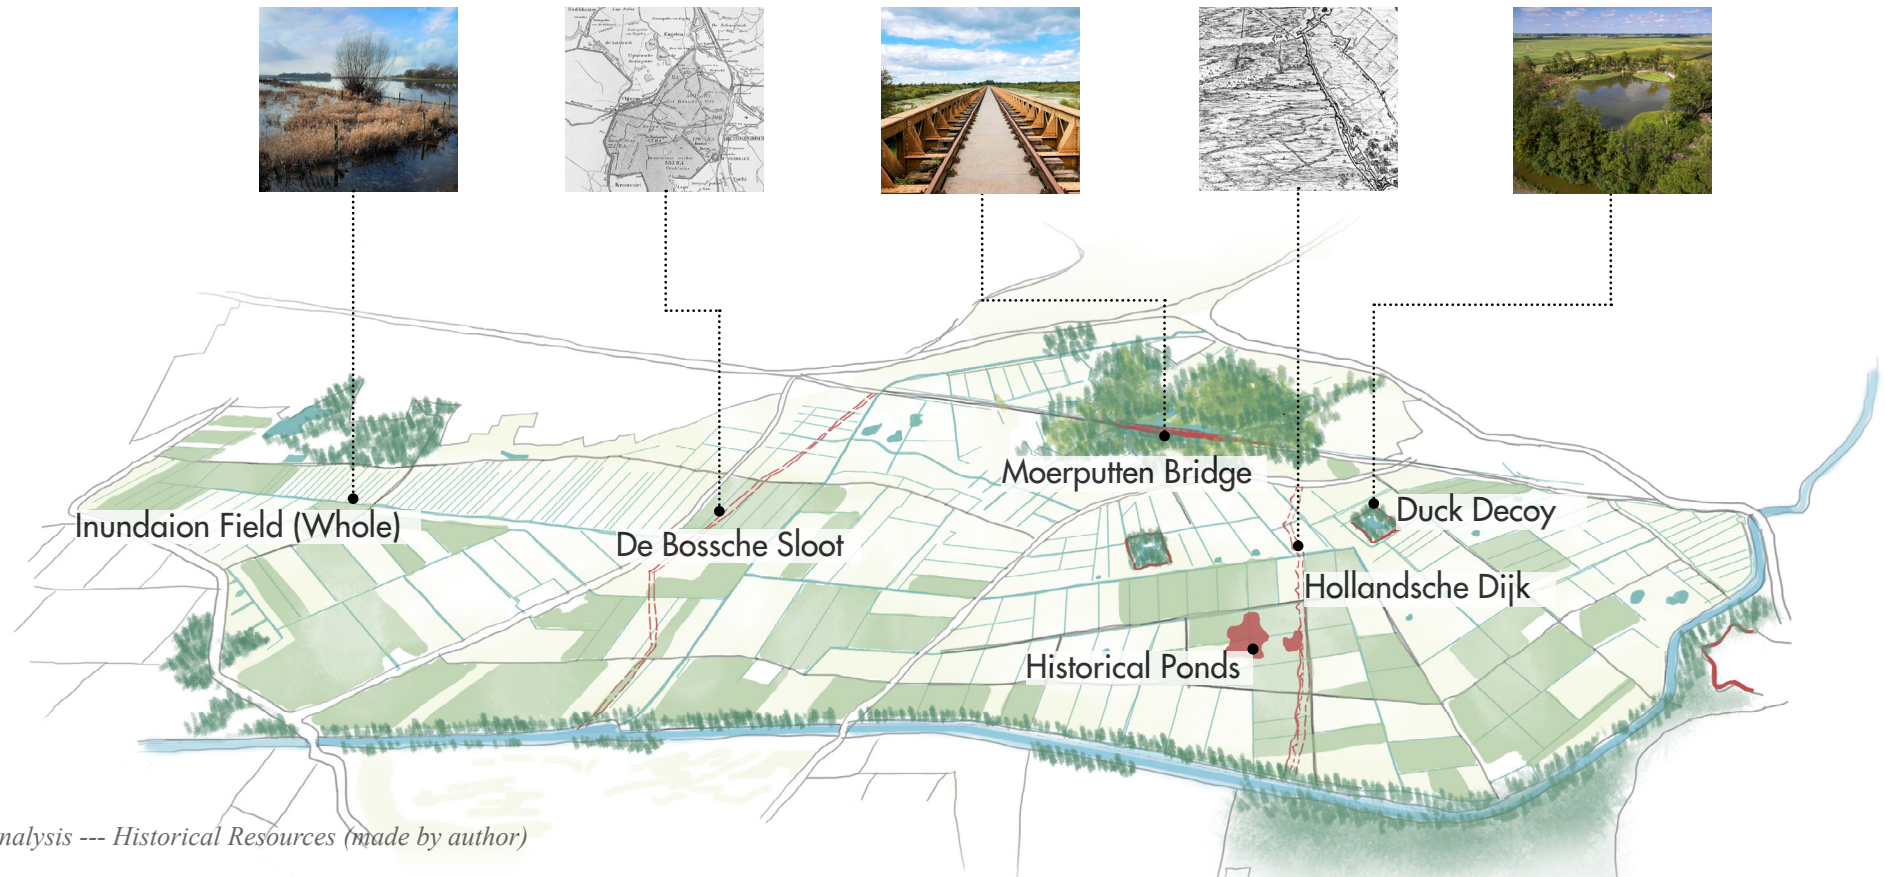 Moerputten Bridge
Inundaion Field (Whole)
De Bossche Sloot
Duck Decoy
Hollandsche Dijk
Historical Ponds
nalysis --- Historical Resources (made by author)